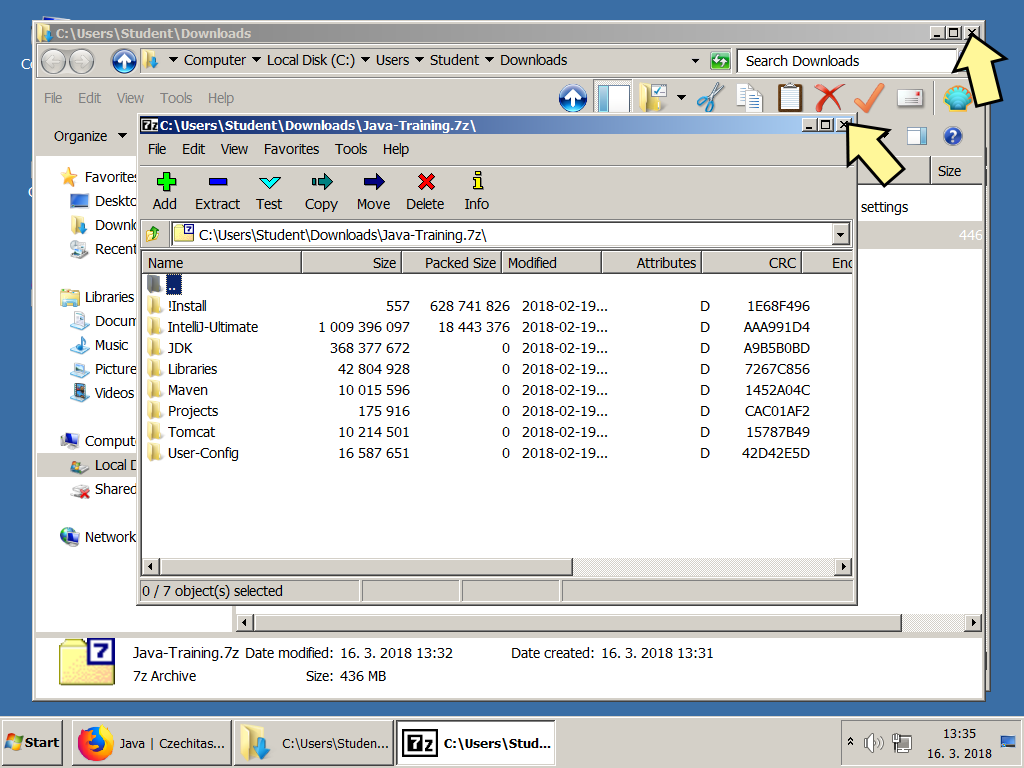 C:\Users\Student\Downloads
Computer Local Disk (C:) Users Student Downloads
Search Downloads
File Edit View Tools Help
Organize
Size
Favorites
Deskto
Downl
Recent
Libraries
Docum
Music
Picture
Videos
Comput
Local D
Shared
Network
settings
446
C:\Users\Student\Downloads\Java-Training.7z\
File Edit View Favorites Tools Help
Add Extract Test Copy Move Delete Info
C:\Users\Student\Downloads\Java-Training.7z\
Name Size Packed Size Modified Attributes CRC Enc
..
!Install 557 628 741 826 2018-02-19... D 1E68F496
IntelliJ-Ultimate 1 009 396 097 18 443 376 2018-02-19... D AAA991D4
JDK 368 377 672 0 2018-02-19... D A9B5B0BD
Libraries 42 804 928 0 2018-02-19... D 7267C856
Maven 10 015 596 0 2018-02-19... D 1452A04C
Projects 175 916 0 2018-02-19... D CAC01AF2
Tomcat 10 214 501 0 2018-02-19... D 15787B49
User-Config 16 587 651 0 2018-02-19... D 42D42E5D
0 / 7 object(s) selected
Java-Training.7z Date modified: 16. 3. 2018 13:32 Date created: 16. 3. 2018 13:31
7z Archive Size: 436 MB
Start
Java | Czechitas...
C:\Users\Studen...
C:\Users\Stud...
13:35
16. 3. 2018